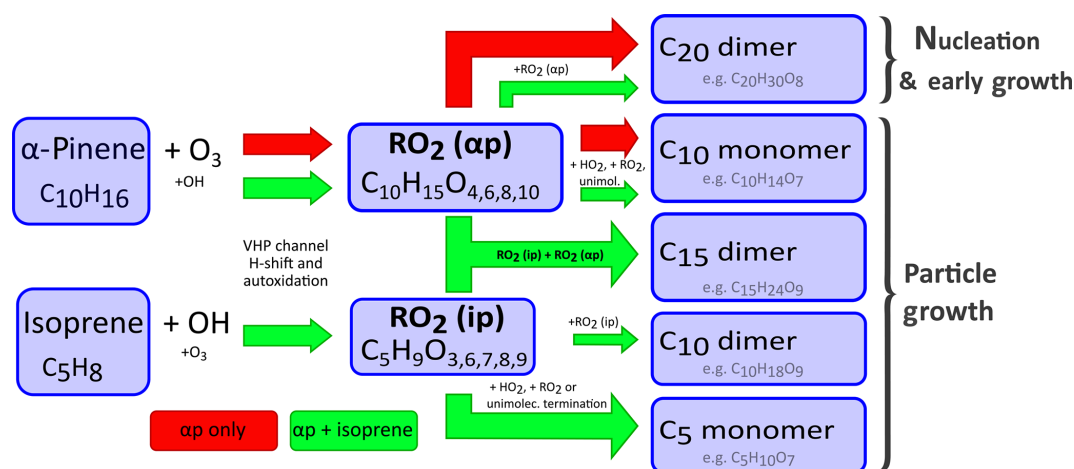 C20 dimer
e.g. C20H30O8
Nucleation
& early growth
+RO2 (αp)
α-Pinene
C10H16
+ O3
+OH
RO2 (αp)
C10H15O4,6,8,10
+ HO2, + RO2,
unimol.
C10 monomer
e.g. C10H14O7
VHP channel
H-shift and
autoxidation
RO2 (ip) + RO2 (αp)
C15 dimer
e.g. C15H24O9
Particle
growth
Isoprene
C5H8
+ OH
+O3
RO2 (ip)
C5H9O3,6,7,8,9
+RO2 (ip)
C10 dimer
e.g. C10H18O9
+ HO2, + RO2 or
unimolec. termination
C5 monomer
e.g. C5H10O7
αp only
αp + isoprene